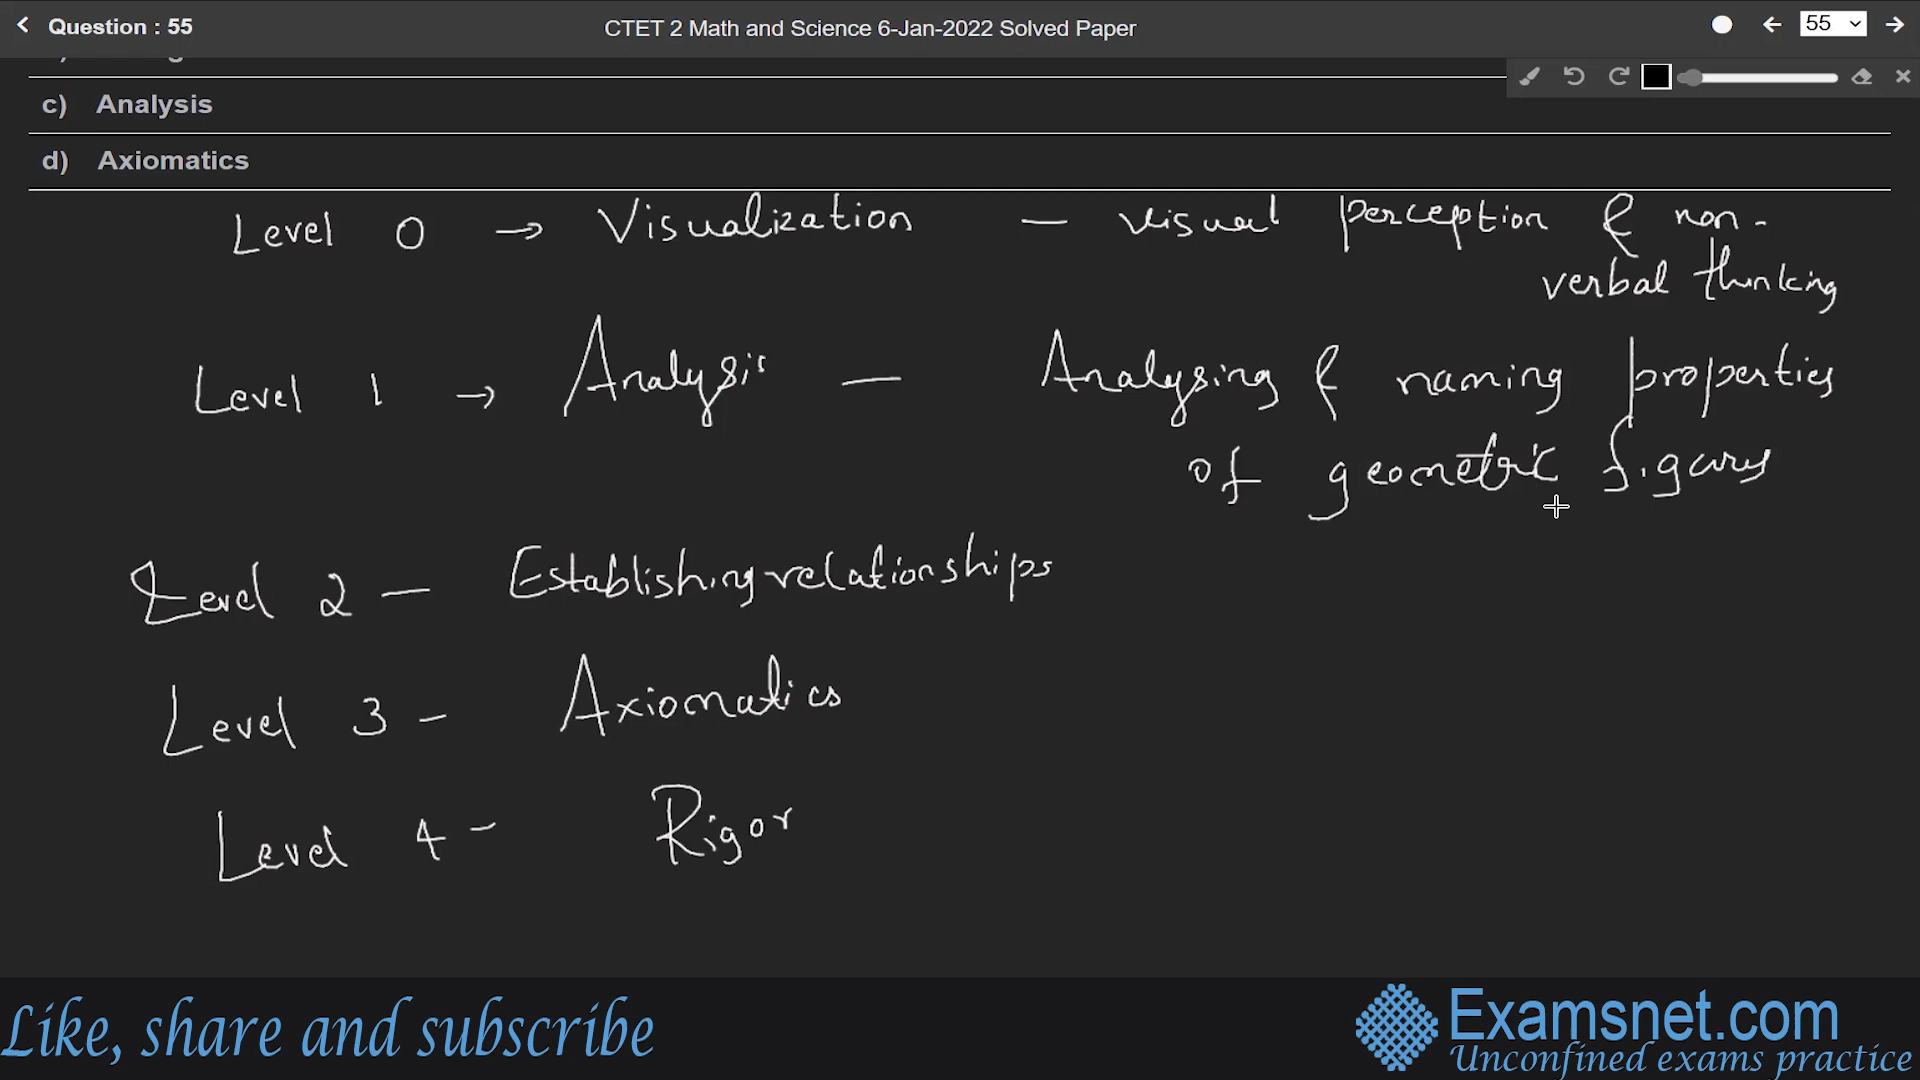 Question : 55
CTET 2 Math and Science 6-Jan-2022 Solved Paper
55
c) Analysis
d) Axiomatics
Level 0 → Visualization — visual perception & non-
verbal thinking
Level 1 → Analysis — Analysing & naming properties
of geometric figures
Level 2 — Establishing relationships
Level 3 - Axiomatics
Level 4 - Rigor
Like, share and subscribe
Examsnet.com
Unconfined exams practice